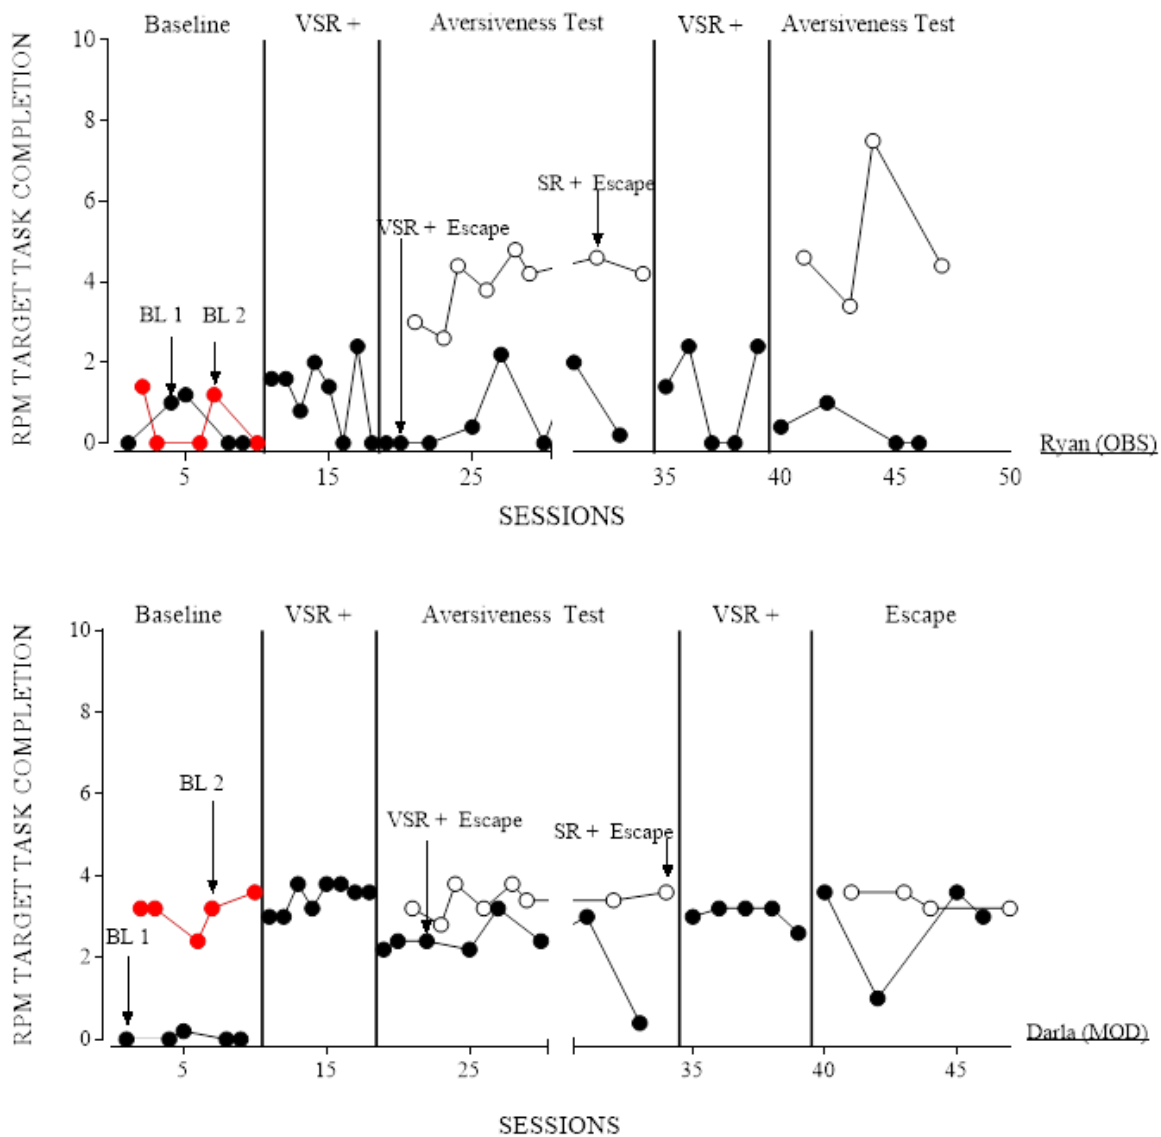 Baseline VSR + Aversiveness Test VSR + Aversiveness Test
10
8
6
4
2
0
RPM TARGET TASK COMPLETION
SR + Escape
VSR + Escape
BL 1 BL 2
Ryan (OBS)
5 15 25 35 40 45 50
SESSIONS
Baseline VSR + Aversiveness Test VSR + Escape
10
8
6
4
2
0
RPM TARGET TASK COMPLETION
BL 2
VSR + Escape
SR + Escape
BL 1
Darla (MOD)
5 15 25 35 40 45
SESSIONS